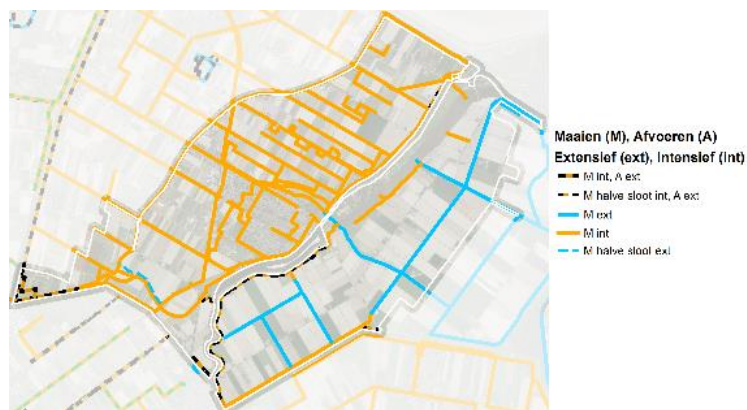 Maaien (M), Afvoeren (A)
Extensief (ext), Intensief (Int)
M int, A ext
M halve sloot int, A ext
M ext
M int
M halve sloot ext